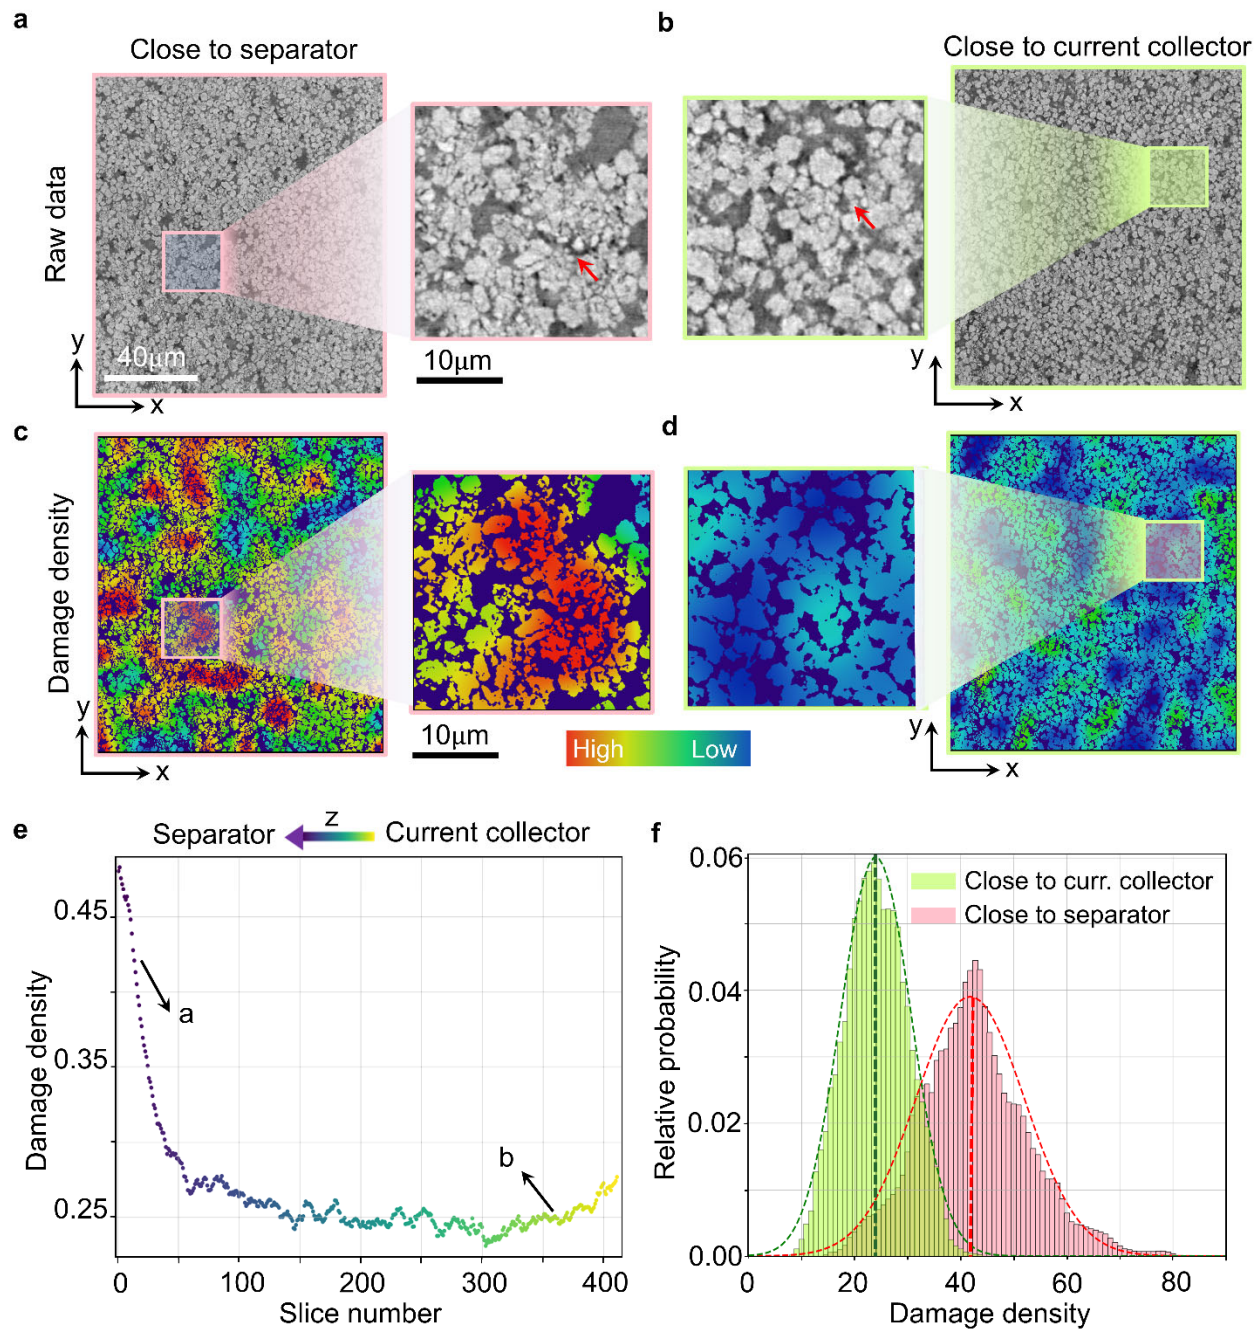 a
b
Close to separator
Close to current collector
Raw data
40μm
10μm
y
x
y
x
c
d
Damage density
10μm
High
Low
y
x
y
x
e
Separator
z
Current collector
0.45
0.35
0.25
a
b
Damage density
0
100
200
300
400
Slice number
f
0.06
0.04
0.02
0.00
Close to curr. collector
Close to separator
Relative probability
0
20
40
60
80
Damage density